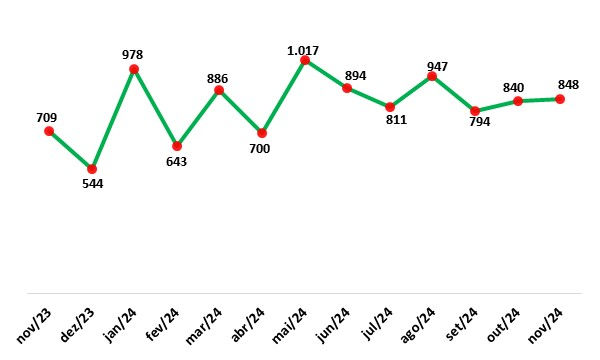 1.017
978
947
886
894
848
840
811
794
709
700
643
544
nov/23
dez/23
jan/24
fev/24
mar/24
abr/24
mai/24
jun/24
jul/24
ago/24
set/24
out/24
nov/24